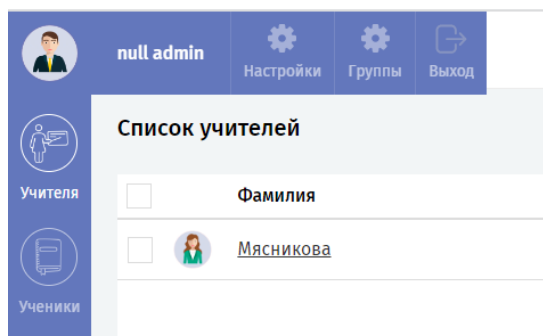 null admin
Настройки
Группы
Выход
Список учителей
Учителя
Фамилия
Мясникова
Ученики